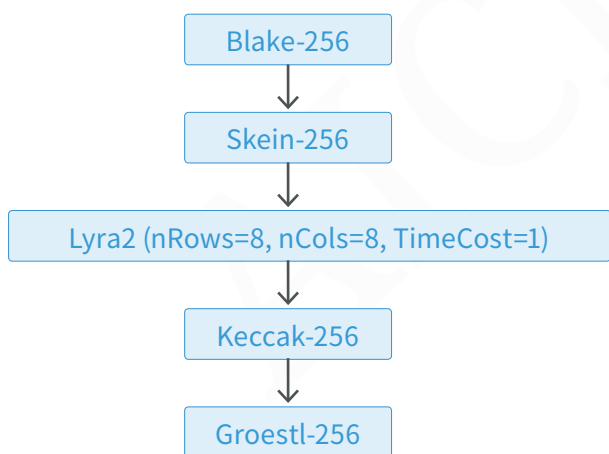 Blake-256
Skein-256
Lyra2 (nRows=8, nCols=8, TimeCost=1)
Keccak-256
Groestl-256